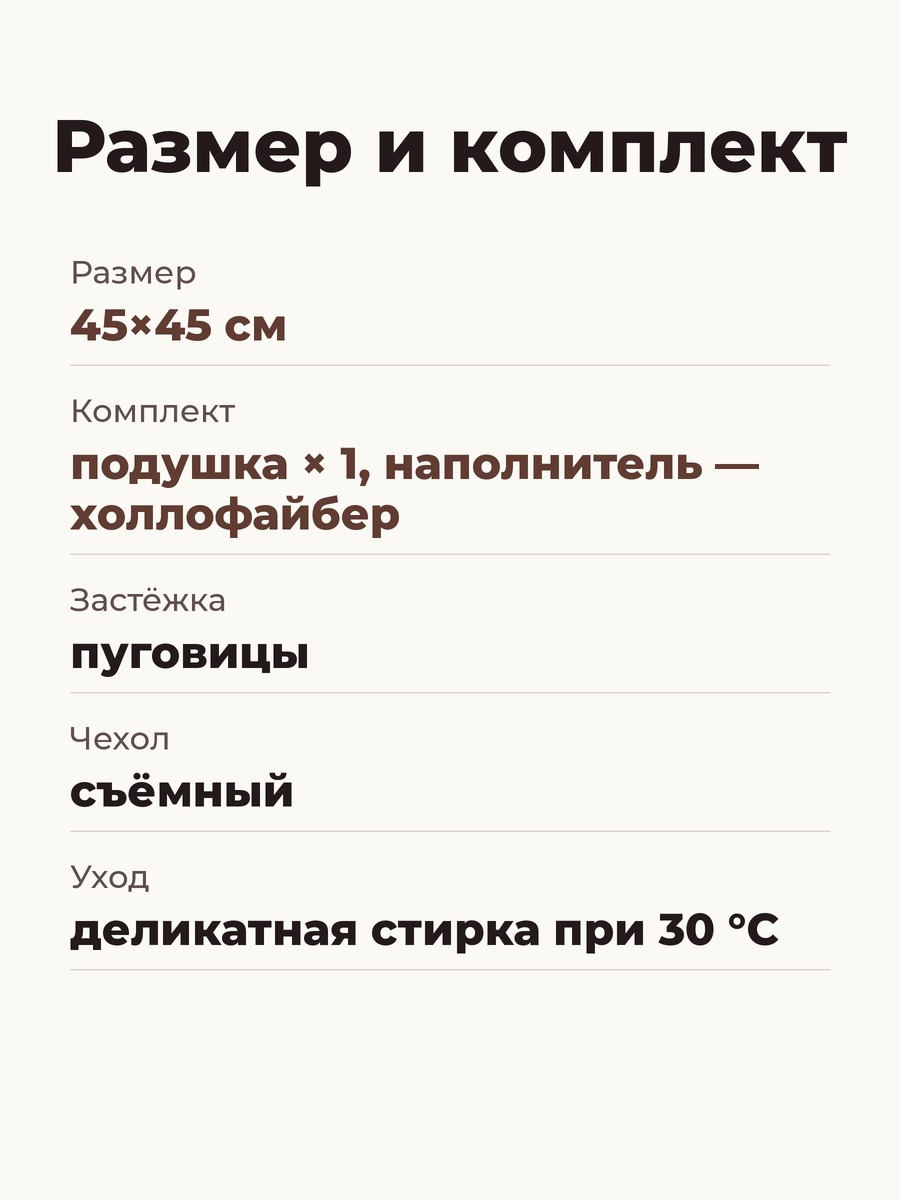 Размер и комплект
Размер
45×45 см
Комплект
подушка × 1, наполнитель —
холлофайбер
Застёжка
пуговицы
Чехол
съёмный
Уход
деликатная стирка при 30 °C